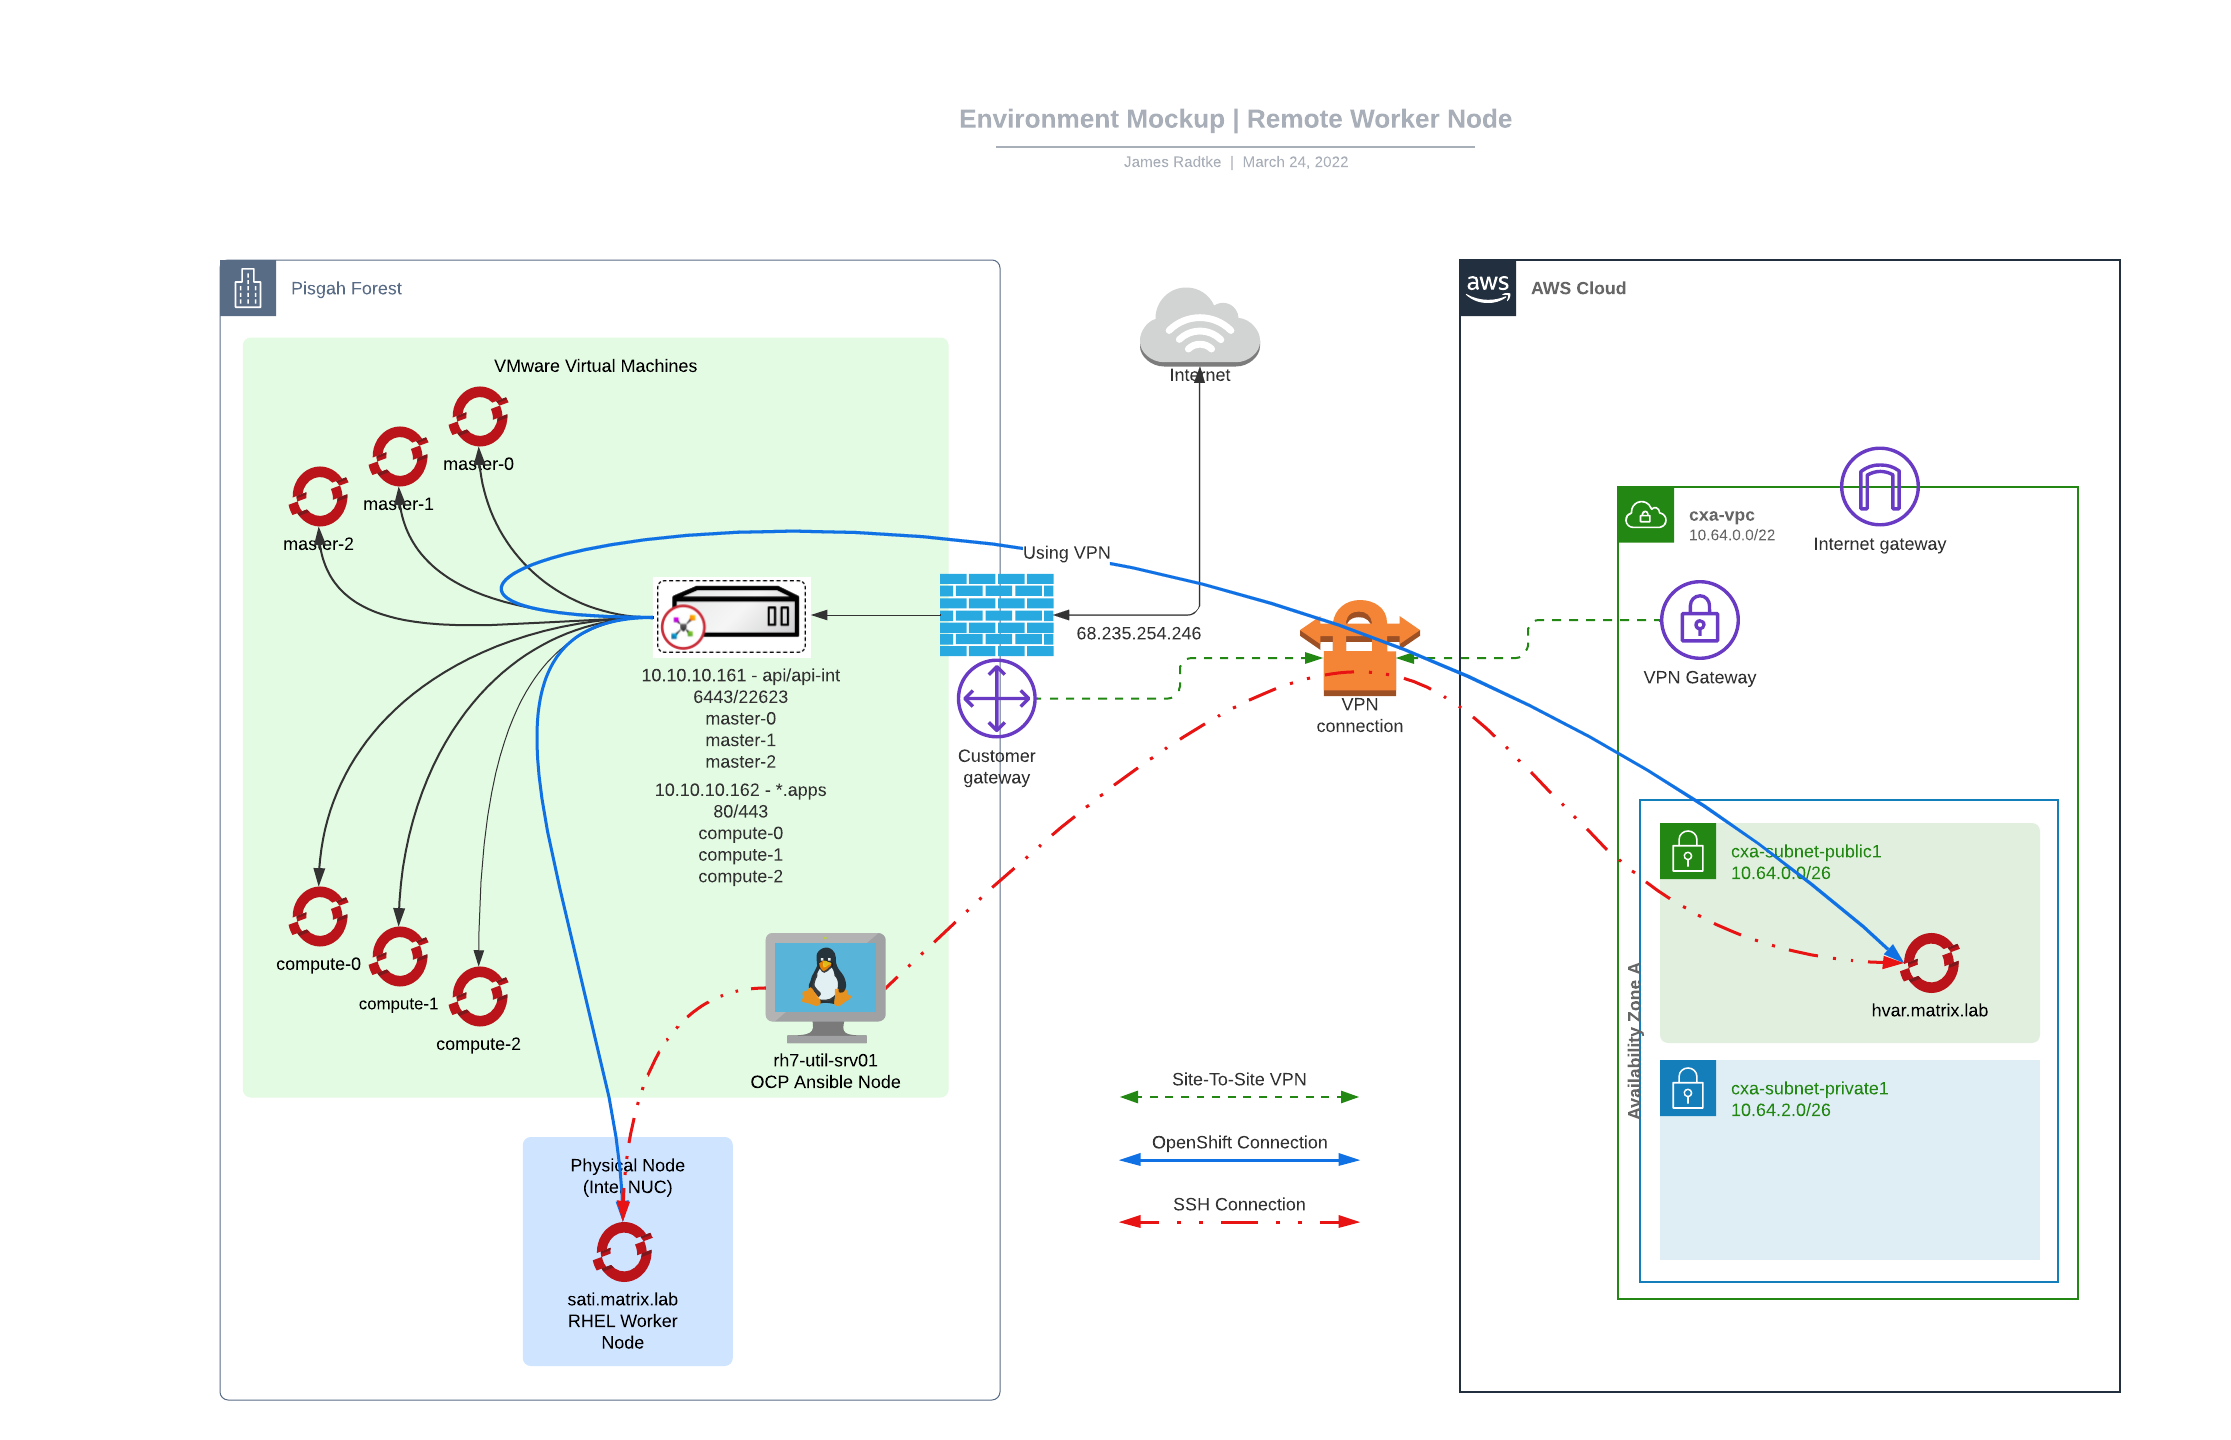 Environment Mockup | Remote Worker Node
James Radtke | March 24, 2022
Pisgah Forest
VMware Virtual Machines
master-0
master-1
master-2
10.10.10.161 - api/api-int
6443/22623
master-0
master-1
master-2
10.10.10.162 - *.apps
80/443
compute-0
compute-1
compute-2
compute-0
compute-1
compute-2
rh7-util-srv01
OCP Ansible Node
Physical Node
(Intel NUC)
sati.matrix.lab
RHEL Worker
Node
Internet
Using VPN
68.235.254.246
Customer
gateway
VPN
connection
Site-To-Site VPN
OpenShift Connection
SSH Connection
aws
AWS Cloud
cxa-vpc
10.64.0.0/22
Internet gateway
VPN Gateway
Availability Zone A
cxa-subnet-public1
10.64.0.0/26
hvar.matrix.lab
cxa-subnet-private1
10.64.2.0/26